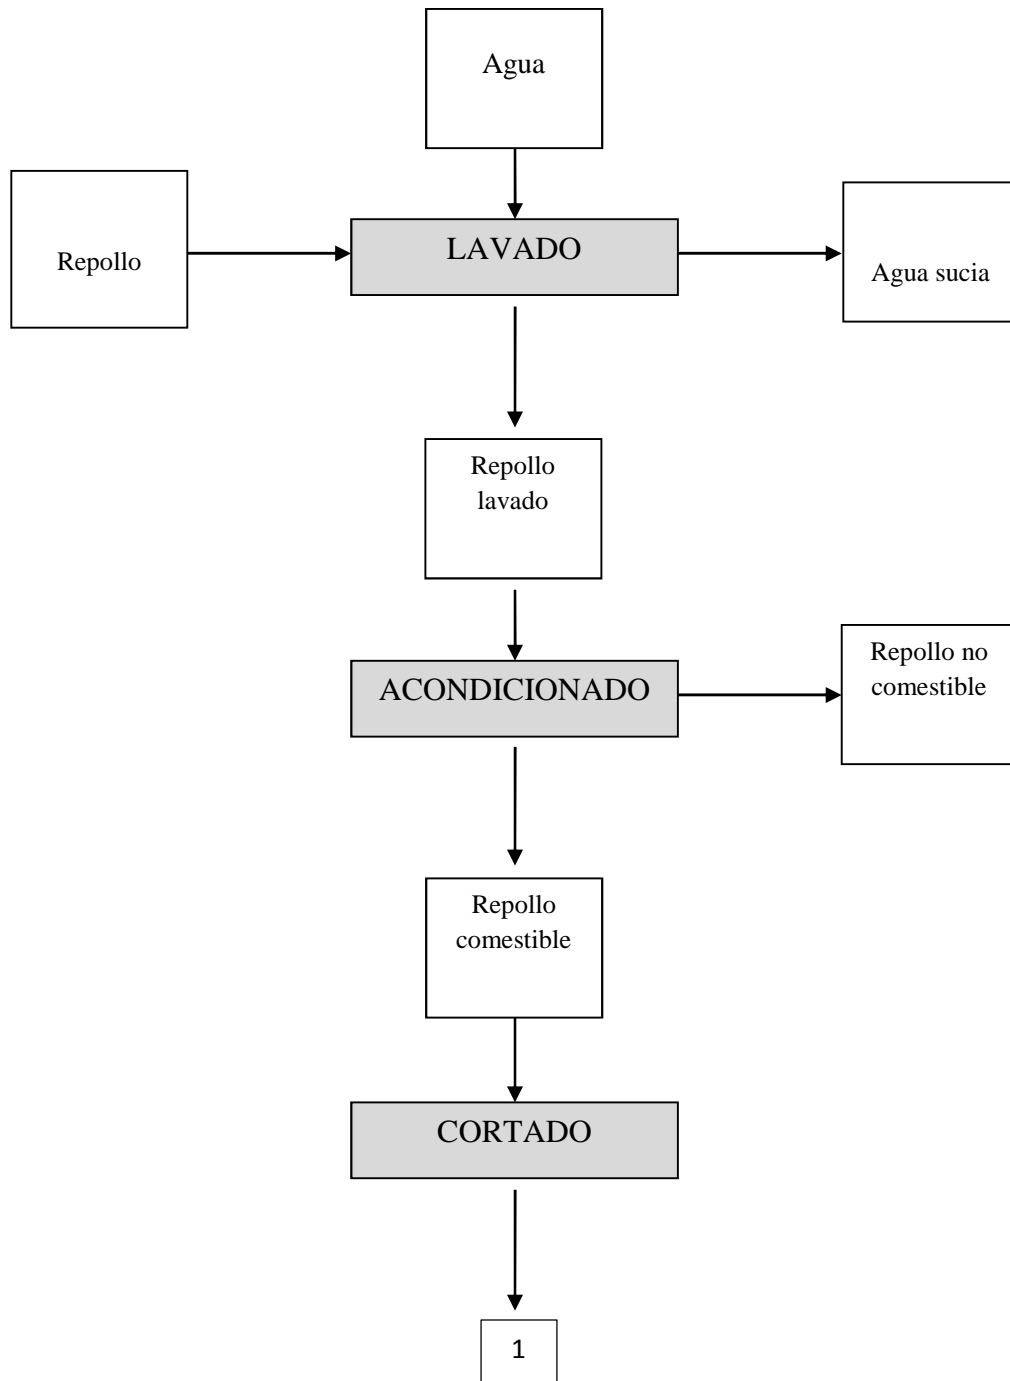 Agua
Repollo
LAVADO
Agua sucia
Repollo
lavado
ACONDICIONADO
Repollo no
comestible
Repollo
comestible
CORTADO
1